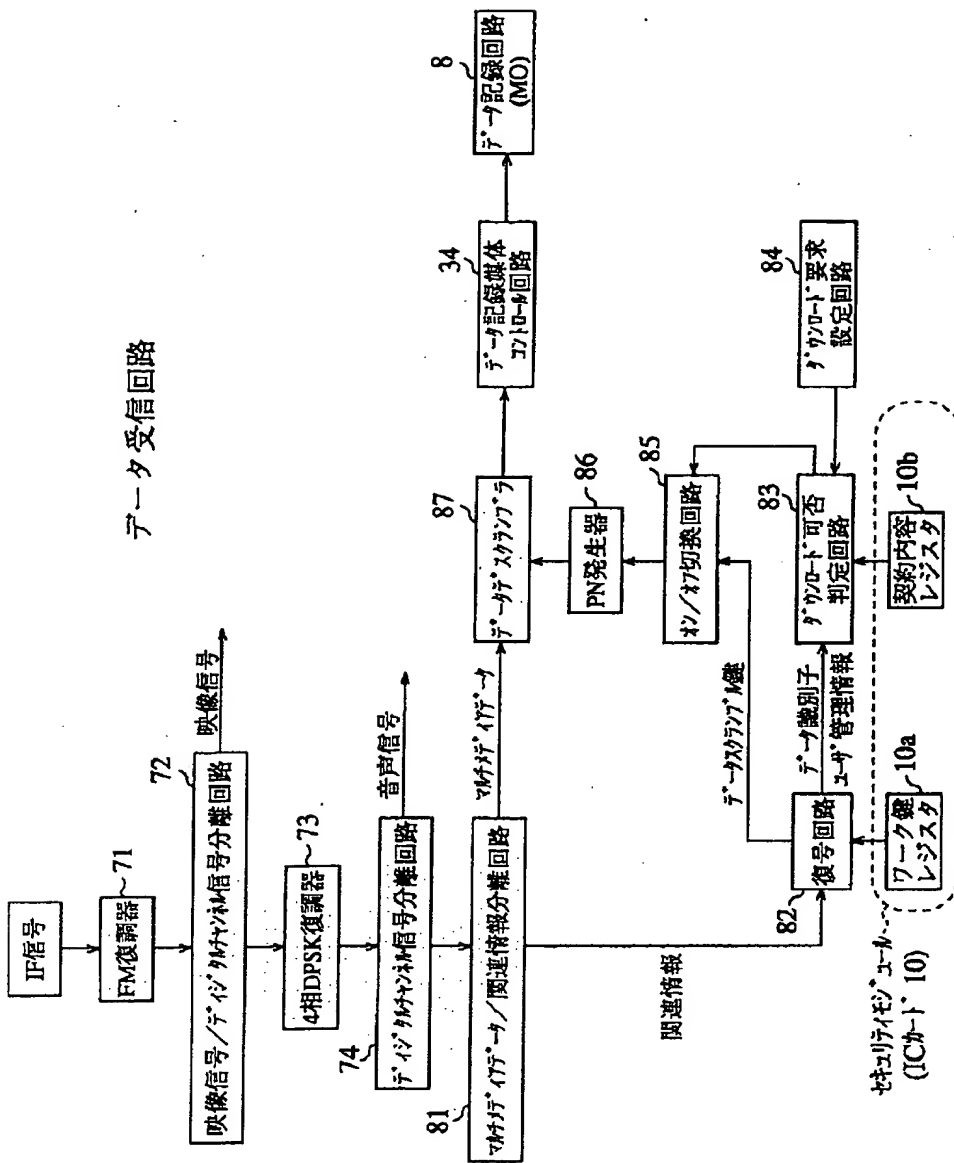 データ受信回路
IF信号
FM復調器
71
映像信号/ディジタルチャンネル信号分離回路
72
映像信号
4相DPSK復調器
73
ディジタルチャンネル信号分離回路
74
音声信号
マルチメディアデータ/関連情報分離回路
81
マルチメディアデータ
関連情報
データデスクランブラ
87
データ記録媒体
コントロール回路
34
データ記録回路
(MO)
8
PN発生器
86
オン/オフ切換回路
85
データスクランブル鍵
復号回路
82
データ識別子
ユーザ管理情報
ダウンロード可否
判定回路
83
ダウンロード要求
設定回路
84
ワーク鍵
レジスタ
10a
契約内容
レジスタ
10b
セキュリティモジュール
(ICカード10)